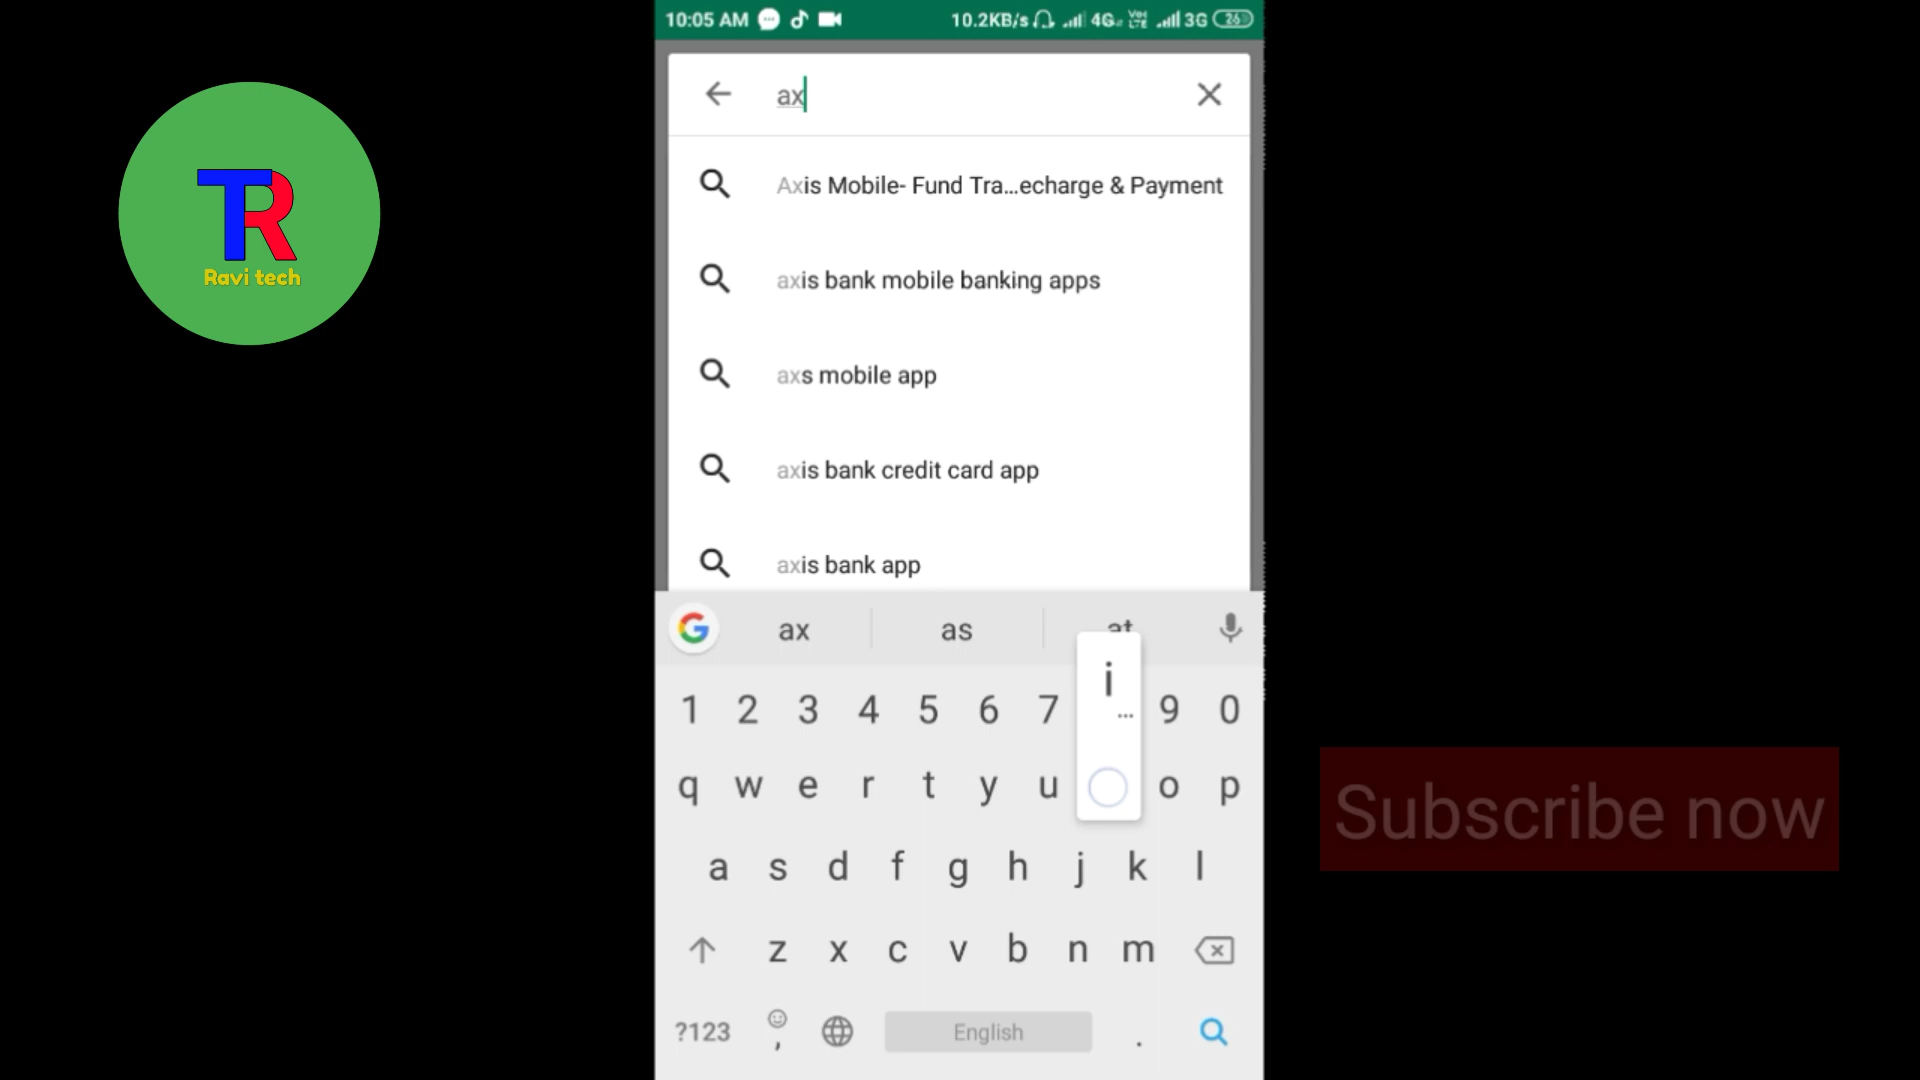 10:05 AM 10.2KB/s 4G VoLTE 3G 26
ax
TR
Ravi tech
Axis Mobile- Fund Tra...echarge & Payment
axis bank mobile banking apps
axs mobile app
axis bank credit card app
axis bank app
ax as at
i
...
1 2 3 4 5 6 7 9 0
q w e r t y u o p
a s d f g h j k l
z x c v b n m
?123 , English .
Subscribe now